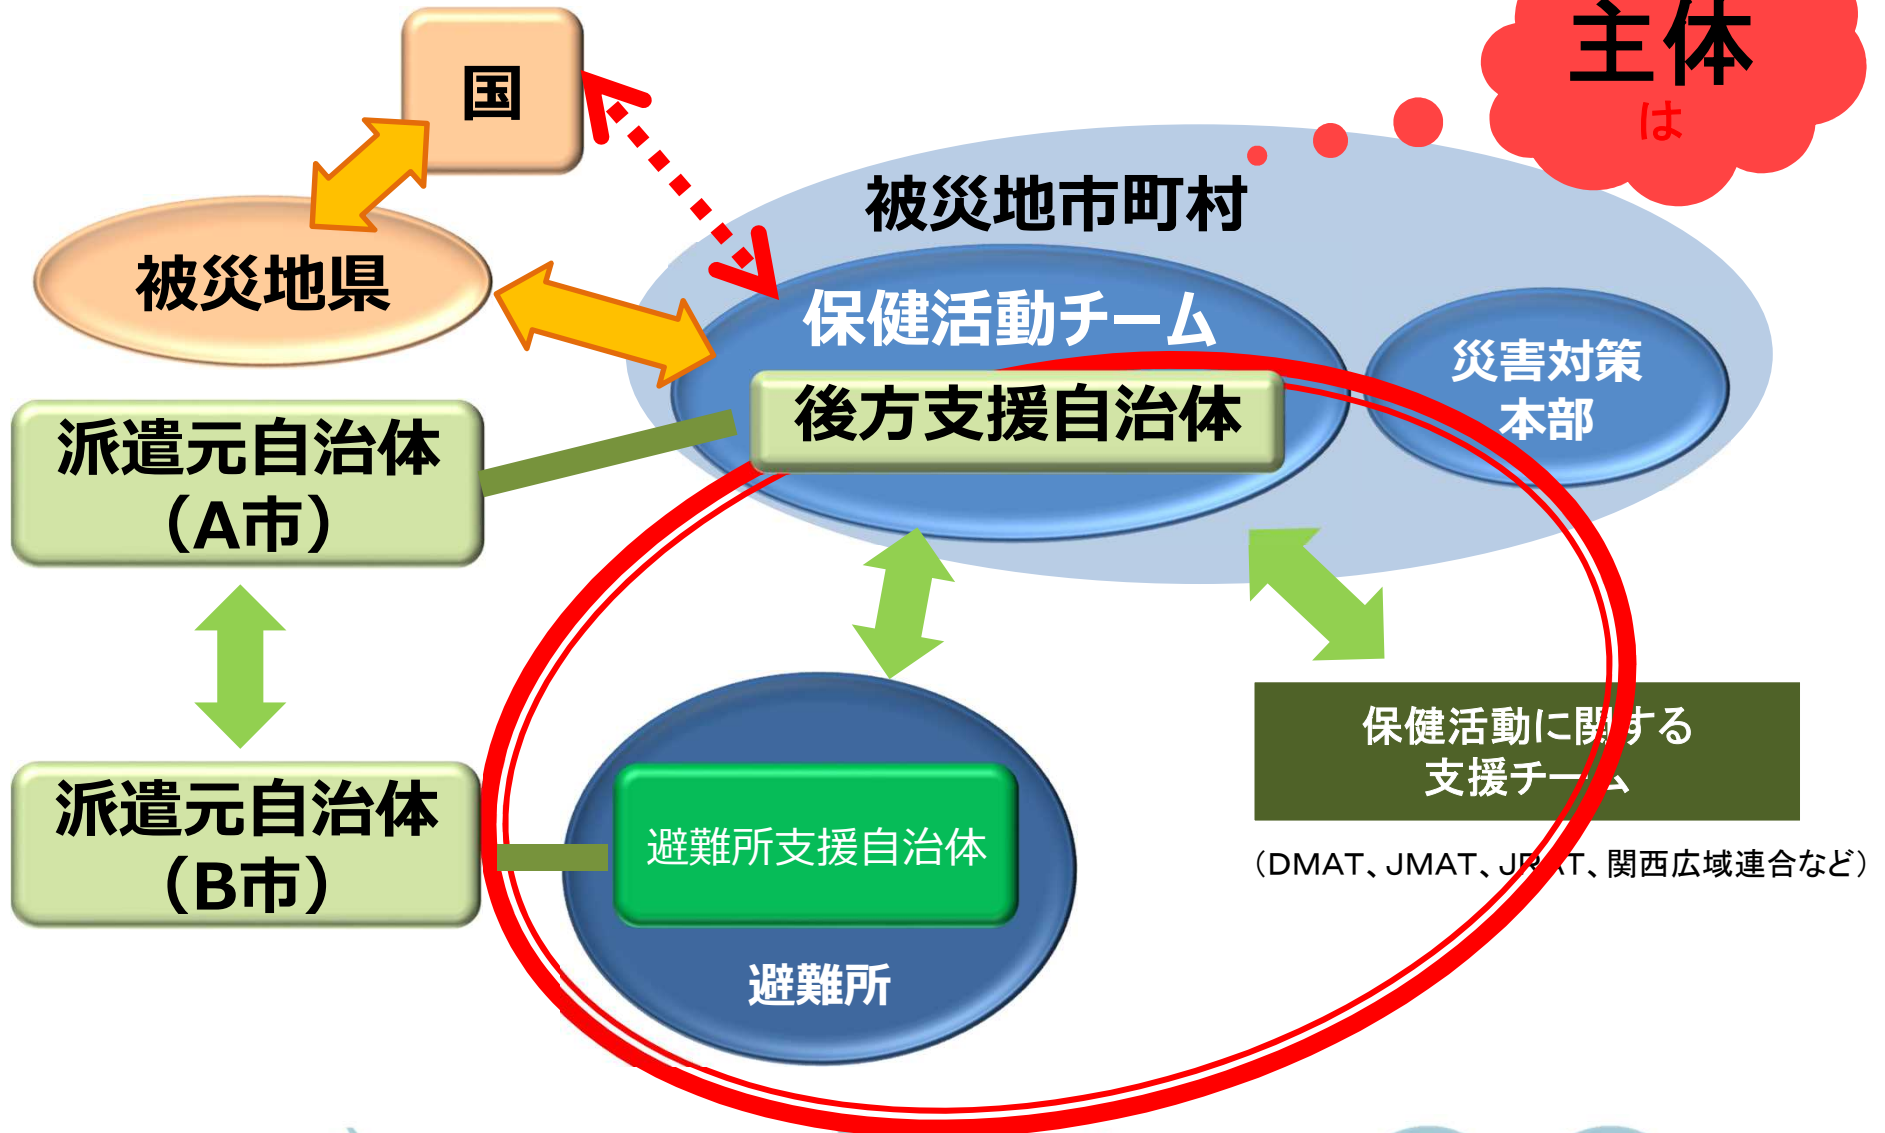 主体
は
国
被災地市町村
被災地県
保健活動チーム
災害対策
本部
後方支援自治体
派遣元自治体
（A市）
保健活動に関する
支援チーム
派遣元自治体
（B市）
避難所支援自治体
（DMAT、JMAT、JRAT、関西広域連合など）
避難所